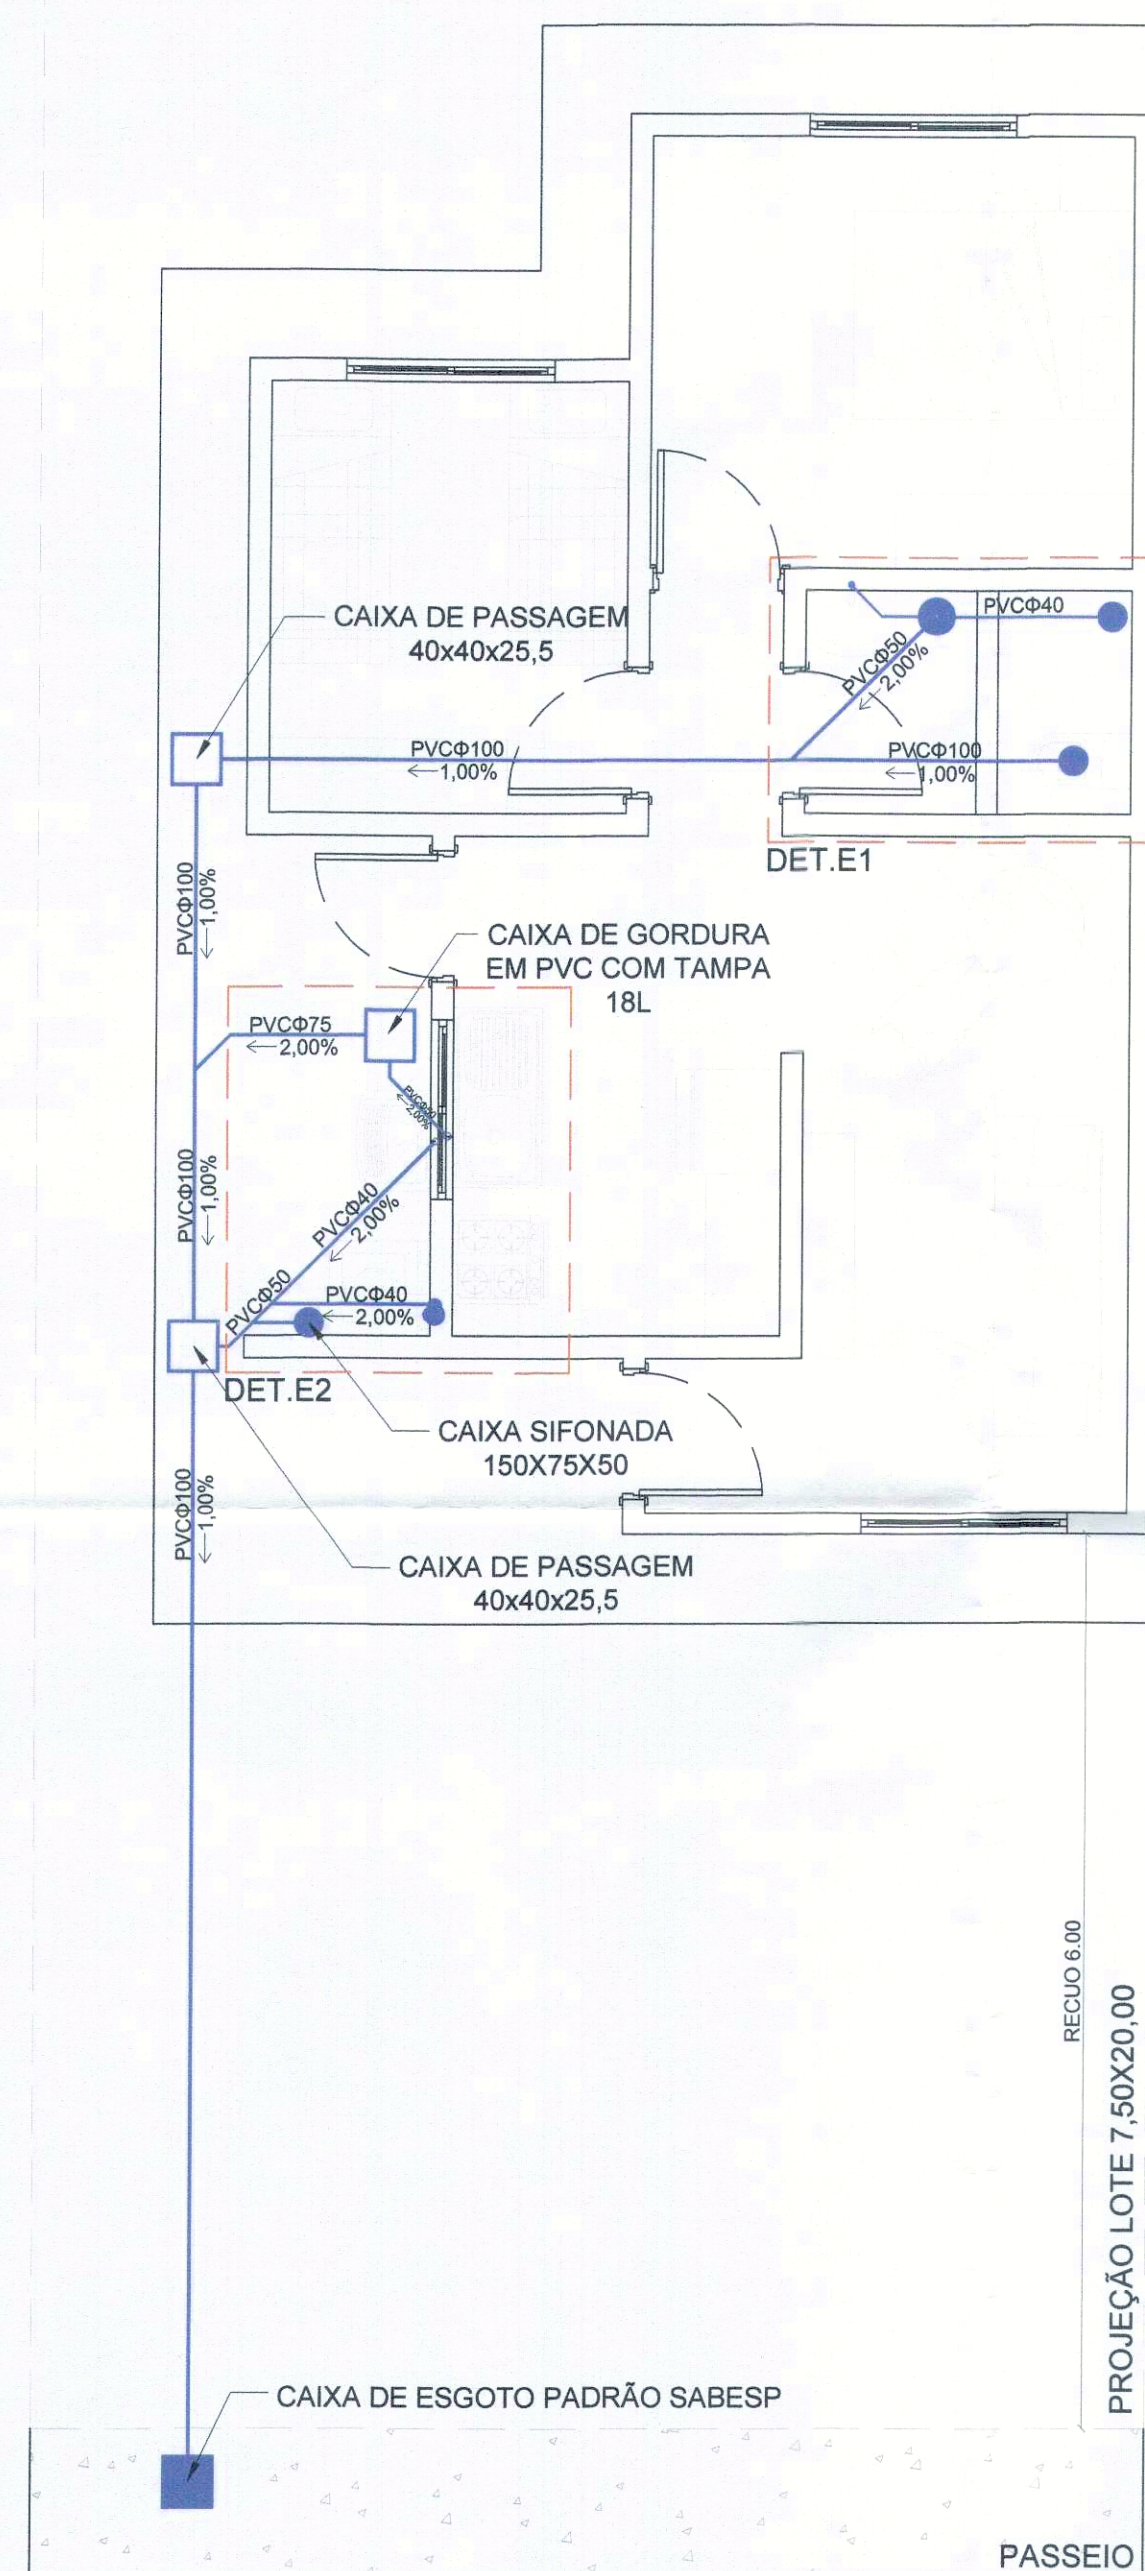 CAIXA DE PASSAGEM
40x40x25,5
PVCΦ40
PVCΦ50
←2,00%
PVCΦ100
←1,00%
PVCΦ100
←1,00%
DET.E1
PVCΦ100
←1,00%
CAIXA DE GORDURA
EM PVC COM TAMPA
18L
PVCΦ75
←2,00%
←2,00%
PVCΦ100
←1,00%
PVCΦ40
←2,00%
PVCΦ50
PVCΦ40
←2,00%
DET.E2
CAIXA SIFONADA
150X75X50
PVCΦ100
←1,00%
CAIXA DE PASSAGEM
40x40x25,5
RECUO 6.00
PROJEÇÃO LOTE 7,50X20,00
CAIXA DE ESGOTO PADRÃO SABESP
PASSEIO